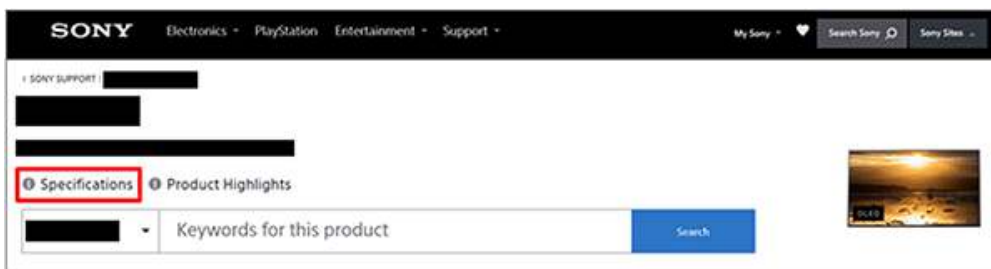 SONY Electronics PlayStation Entertainment Support My Sony Search Sony Sony Sites
‹ SONY SUPPORT /
Specifications Product Highlights
OLED
Keywords for this product Search